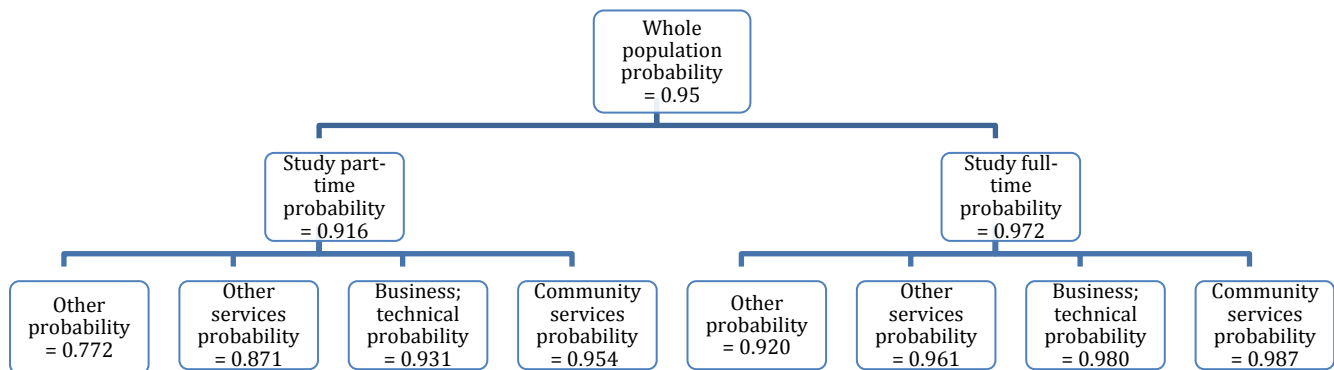 Whole
population
probability
= 0.95
Study part-
time
probability
= 0.916
Study full-
time
probability
= 0.972
Other
probability
= 0.772
Other
services
probability
= 0.871
Business;
technical
probability
= 0.931
Community
services
probability
= 0.954
Other
probability
= 0.920
Other
services
probability
= 0.961
Business;
technical
probability
= 0.980
Community
services
probability
= 0.987